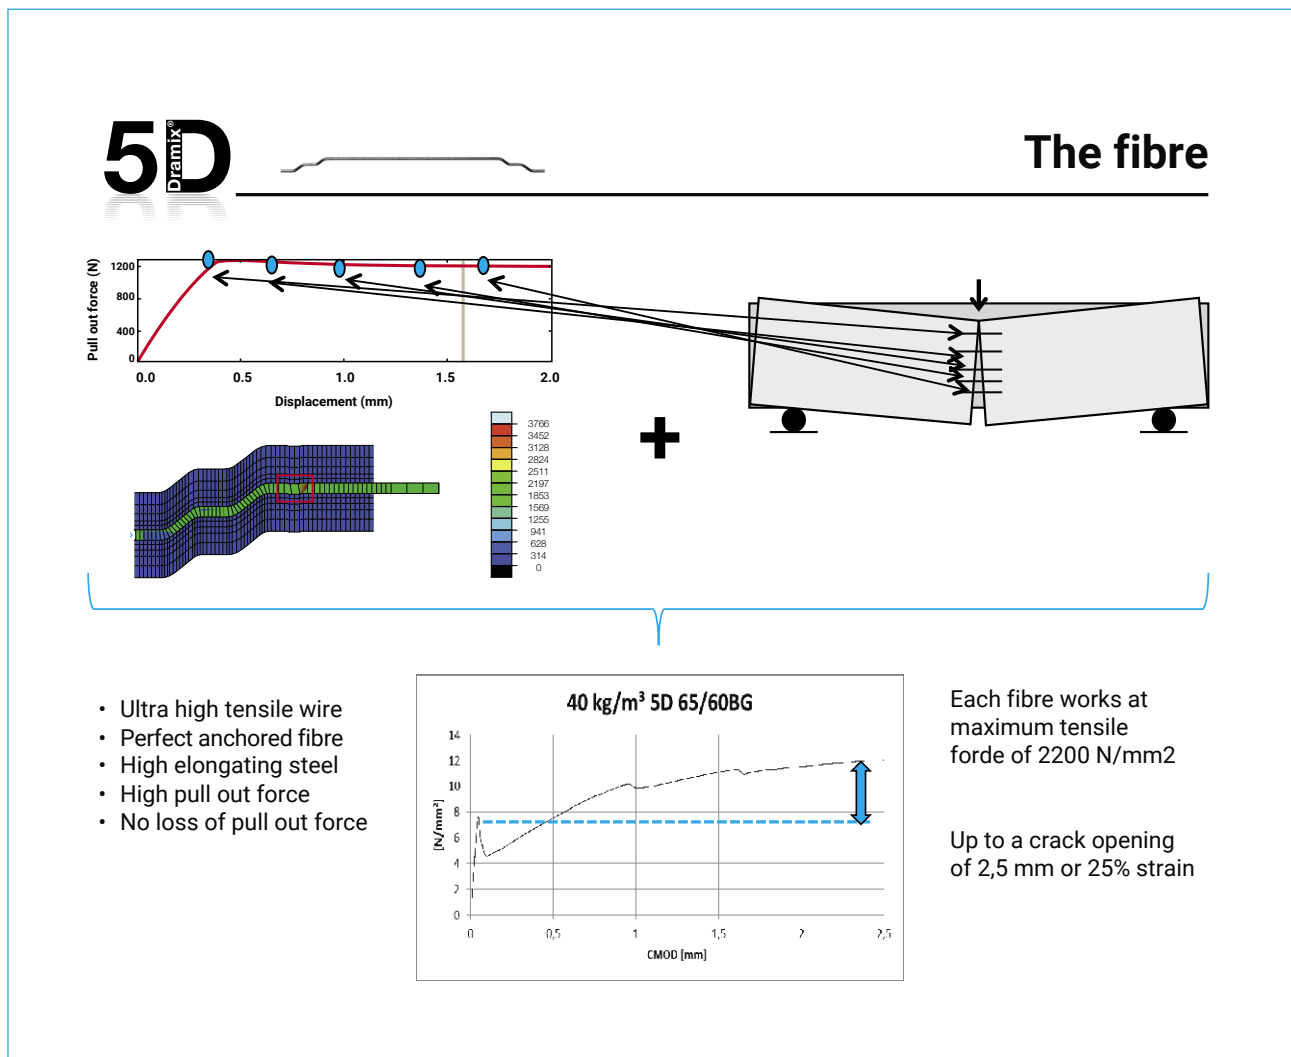 5D
Dramix®
The fibre
Pull out force (N)
1200
800
400
0
0.0 0.5 1.0 1.5 2.0
Displacement (mm)
3766
3452
3128
2824
2511
2197
1853
1569
1255
941
628
314
0
+
• Ultra high tensile wire
• Perfect anchored fibre
• High elongating steel
• High pull out force
• No loss of pull out force
40 kg/m³ 5D 65/60BG
[N/mm²]
14
12
10
8
6
4
2
0
0 0,5 1 1,5 2 2,5
CMOD [mm]
Each fibre works at
maximum tensile
forde of 2200 N/mm2
Up to a crack opening
of 2,5 mm or 25% strain